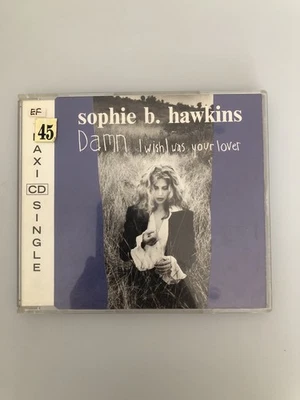 sophie b. hawkins
Damn I wish I was your lover
45
MAXI CD SINGLE